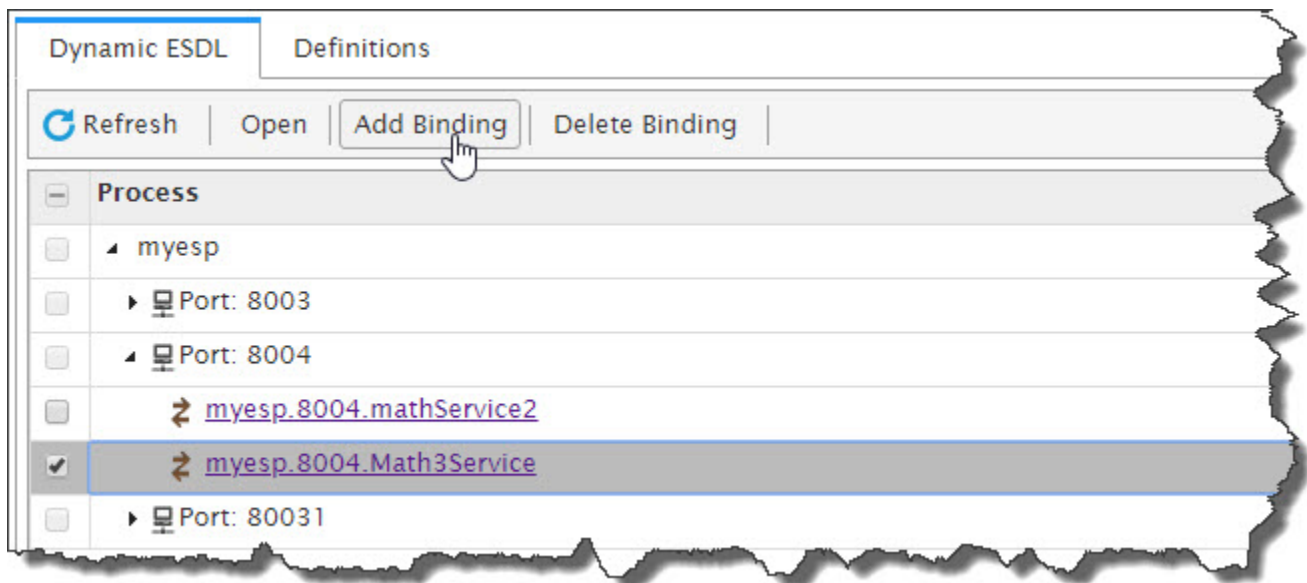 Dynamic ESDL Definitions
Refresh Open Add Binding Delete Binding
Process
myesp
Port: 8003
Port: 8004
myesp.8004.mathService2
myesp.8004.Math3Service
Port: 80031